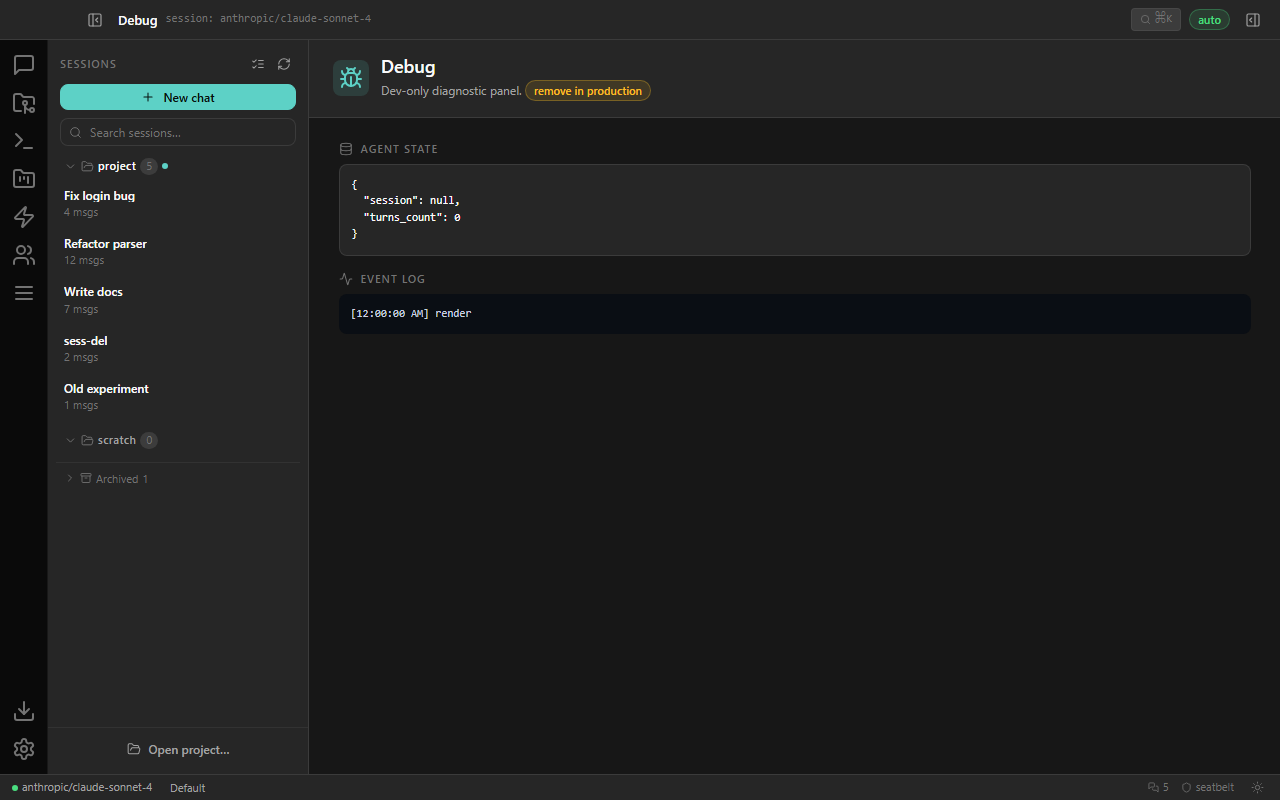 Debug session: anthropic/claude-sonnet-4
⌘K
auto
SESSIONS
New chat
Search sessions...
project 5
Fix login bug
4 msgs
Refactor parser
12 msgs
Write docs
7 msgs
sess-del
2 msgs
Old experiment
1 msgs
scratch 0
Archived 1
Open project...
Debug
Dev-only diagnostic panel. remove in production
AGENT STATE
{
"session": null,
"turns_count": 0
}
EVENT LOG
[12:00:00 AM] render
anthropic/claude-sonnet-4 Default
5 seatbelt